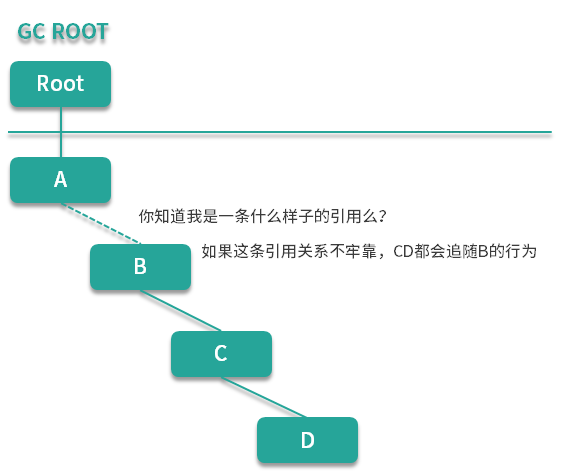 GC ROOT
Root
A
你知道我是一条什么样子的引用么？
B
如果这条引用关系不牢靠，CD都会追随B的行为
C
D